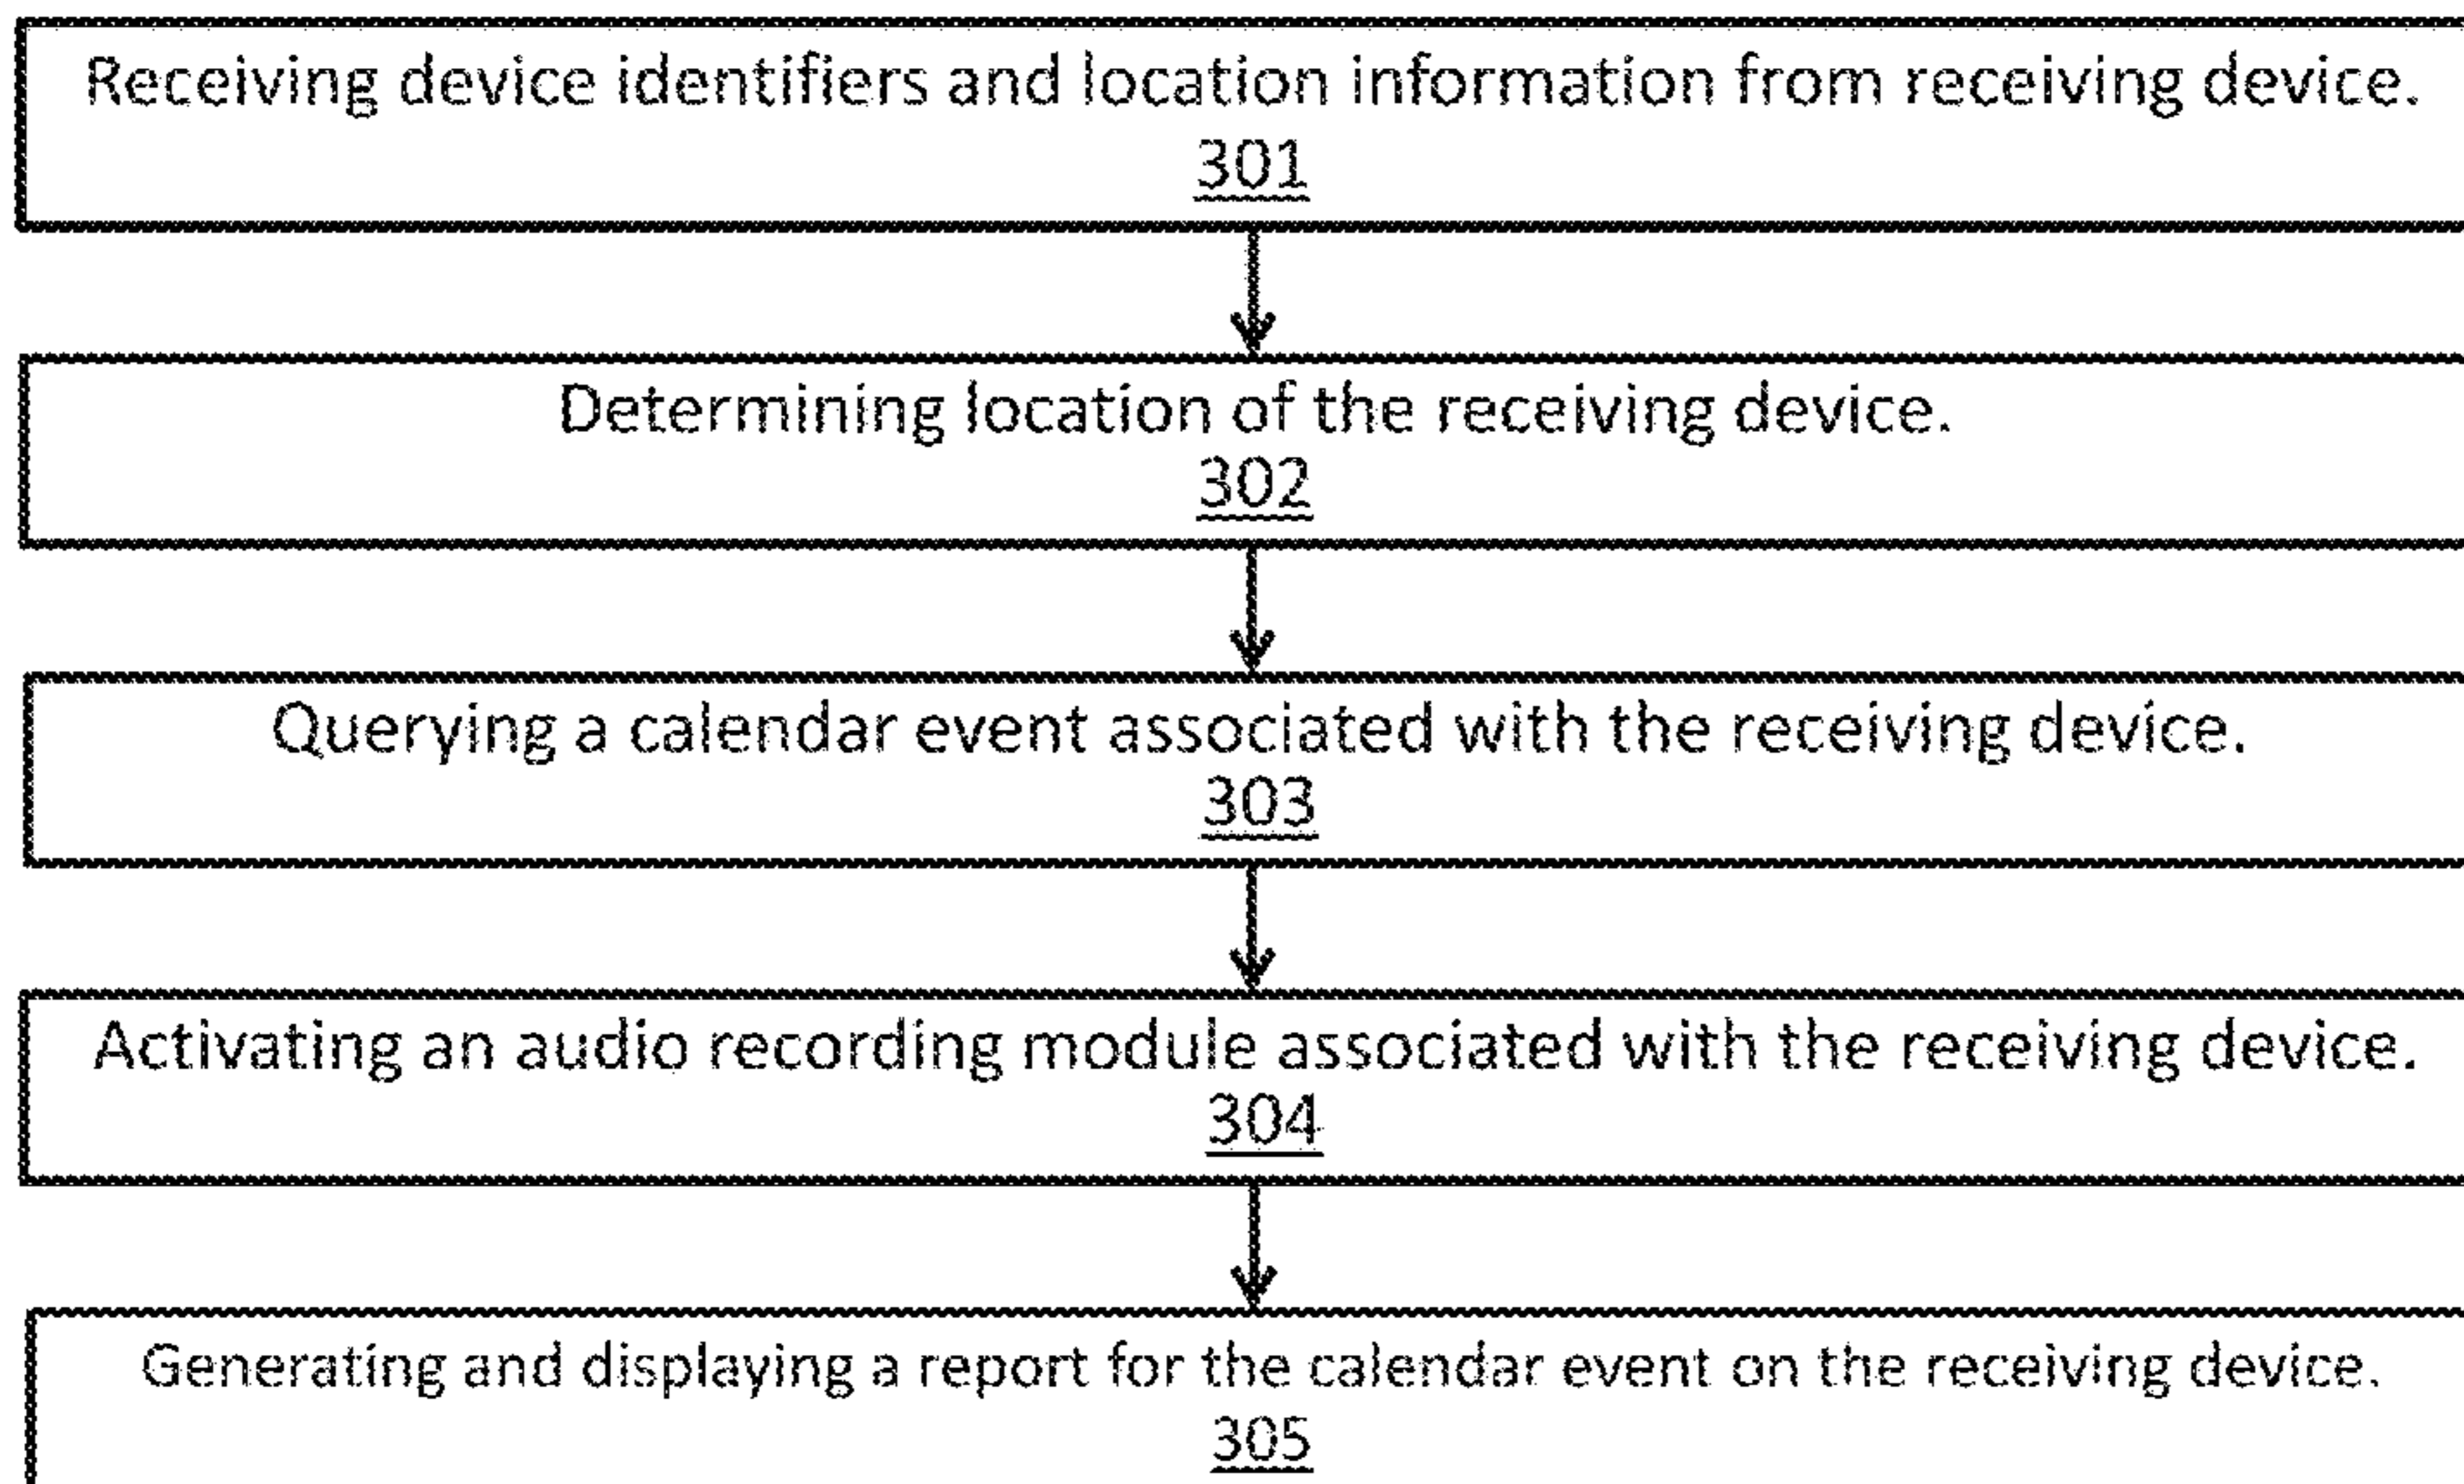 Receiving device identifiers and location information from receiving device.
301
Determining location of the receiving device.
302
Querying a calendar event associated with the receiving device.
303
Activating an audio recording module associated with the receiving device.
304
Generating and displaying a report for the calendar event on the receiving device.
305